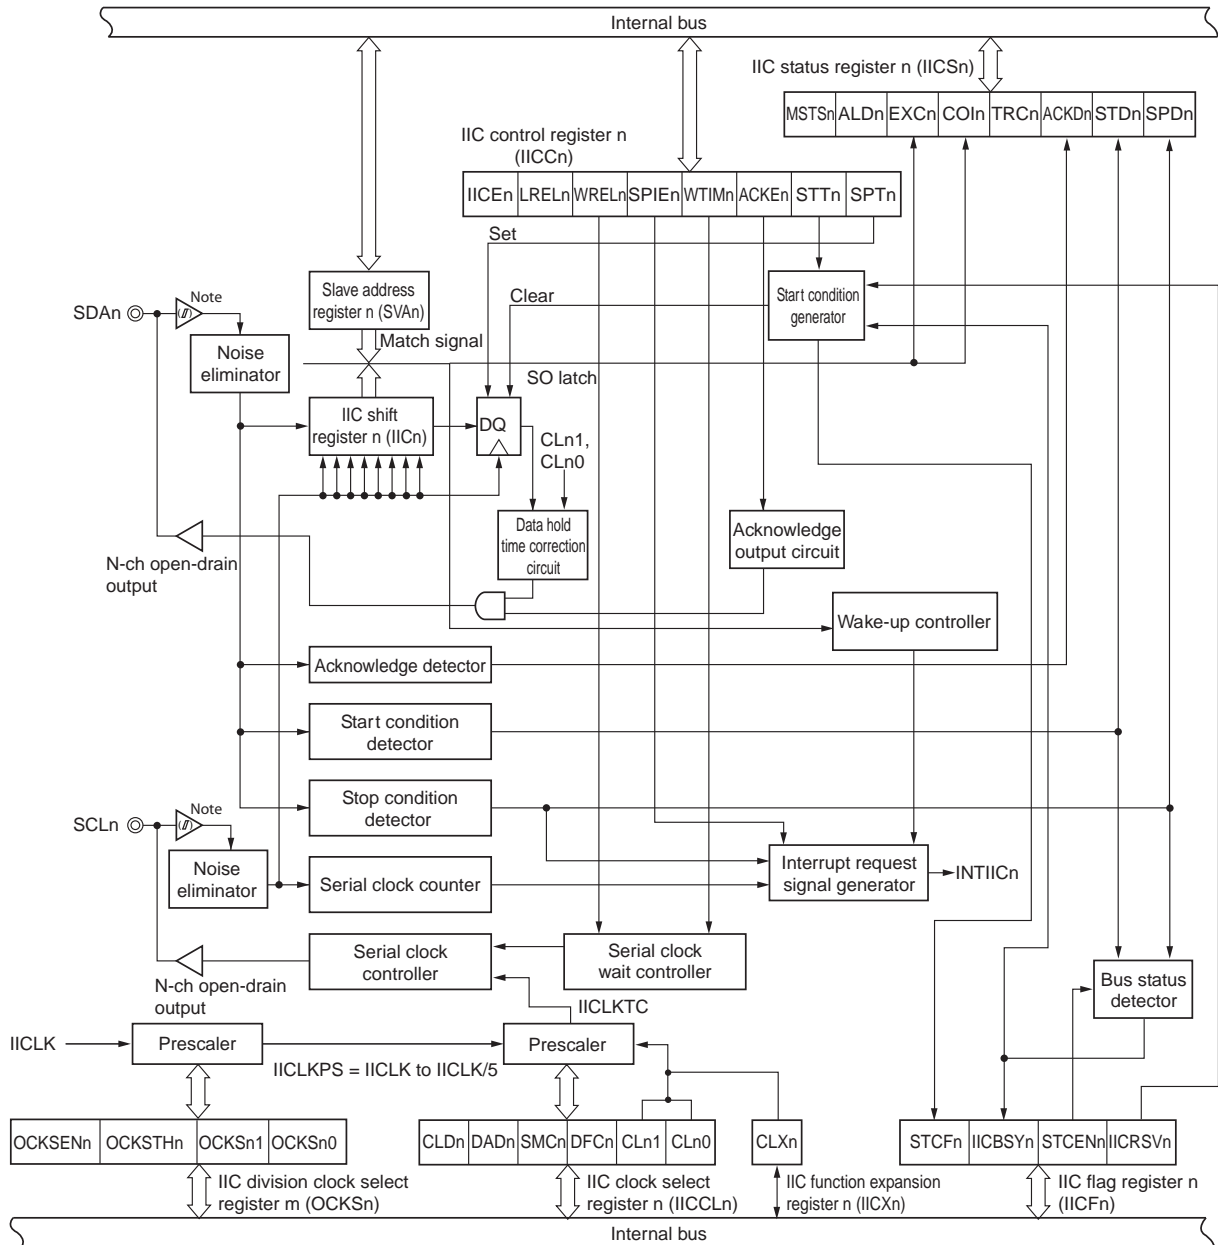 Internal bus
IIC status register n (IICSn)
MSTSn ALDn EXCn COIn TRCn ACKDn STDn SPDn
IIC control register n
(IICCn)
IICEn LRELn WRELn SPIEn WTIMn ACKEn STTn SPTn
Set
Slave address
register n (SVAn)
Clear
Start condition
generator
SDAn
Note
Noise
eliminator
Match signal
SO latch
IIC shift
register n (IICn)
DQ
CLn1,
CLn0
Data hold
time correction
circuit
Acknowledge
output circuit
N-ch open-drain
output
Wake-up controller
Acknowledge detector
Start condition
detector
Stop condition
detector
SCLn
Note
Noise
eliminator
Serial clock counter
Interrupt request
signal generator
INTIICn
Serial clock
controller
Serial clock
wait controller
N-ch open-drain
output
Bus status
detector
IICLKTC
IICLK
Prescaler
Prescaler
IICLKPS = IICLK to IICLK/5
OCKSENn OCKSTHn OCKSn1 OCKSn0
CLDn DADn SMCn DFCn CLn1 CLn0
CLXn
STCFn IICBSYn STCENn IICRSVn
IIC division clock select
register m (OCKSn)
IIC clock select
register n (IICCLn)
IIC function expansion
register n (IICXn)
IIC flag register n
(IICFn)
Internal bus